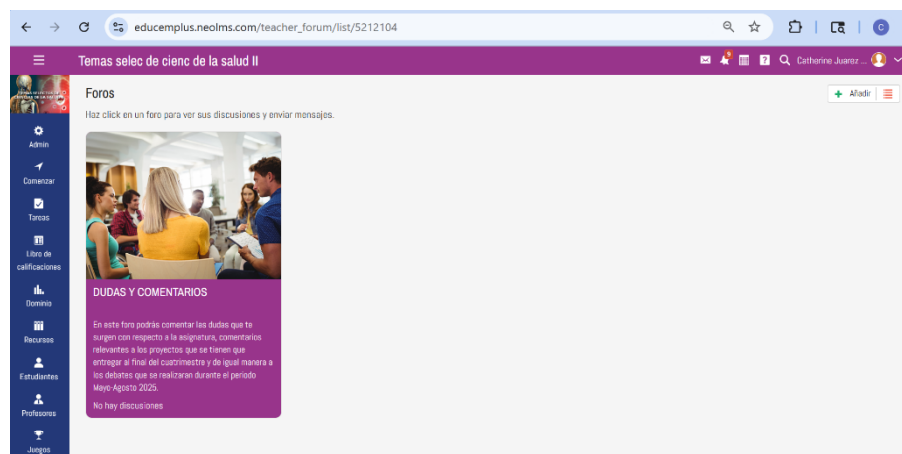 educemplus.neolms.com/teacher_forum/list/5212104
C
Temas selec de cienc de la salud II
Catherine Juarez ...
Foros
Añadir
Haz click en un foro para ver sus discusiones y enviar mensajes.
Admin
Comenzar
Tareas
Libro de
calificaciones
Dominio
Recursos
Estudiantes
Profesores
Juegos
DUDAS Y COMENTARIOS
En este foro podrás comentar las dudas que te
surgen con respecto a la asignatura, comentarios
relevantes a los proyectos que se tienen que
entregar al final del cuatrimestre y de igual manera a
los debates que se realizaran durante el periodo
Mayo-Agosto 2025.
No hay discusiones